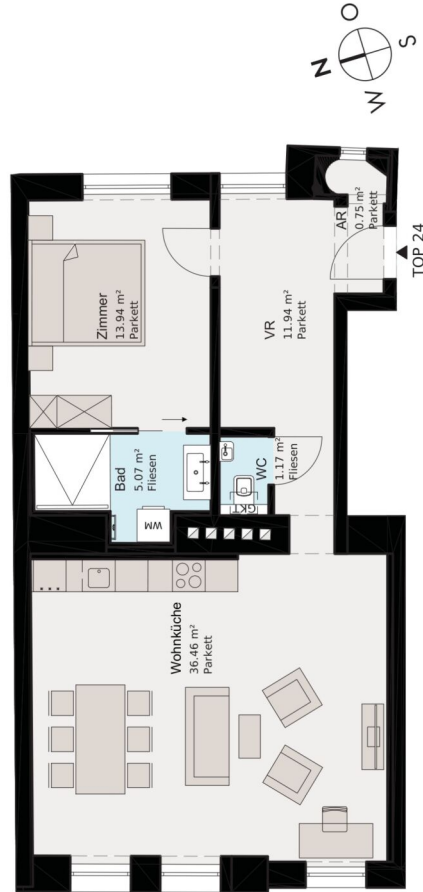 O
N
S
W
Zimmer
13.94 m²
Parkett
AR
0.75 m²
Parkett
TOP 24
VR
11.94 m²
Parkett
Bad
5.07 m²
Fliesen
WC
1.17 m²
Fliesen
GKT
WM
Wohnküche
36.46 m²
Parkett